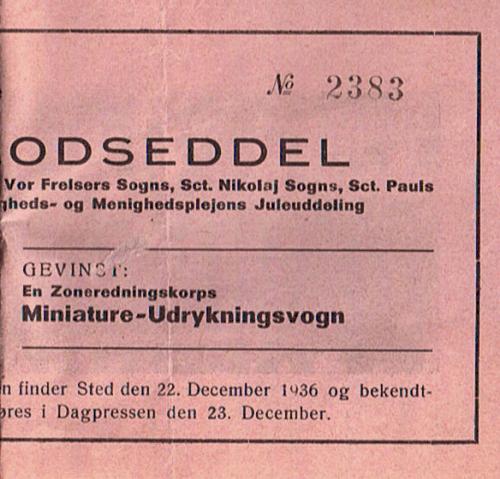 № 2383
ODSEDDEL
Vor Frelsers Sogns, Sct. Nikolaj Sogns, Sct. Pauls
gheds- og Menighedsplejens Juleuddeling
GEVINST:
En Zoneredningskorps
Miniature-Udrykningsvogn
n finder Sted den 22. December 1936 og bekendt-
øres i Dagpressen den 23. December.